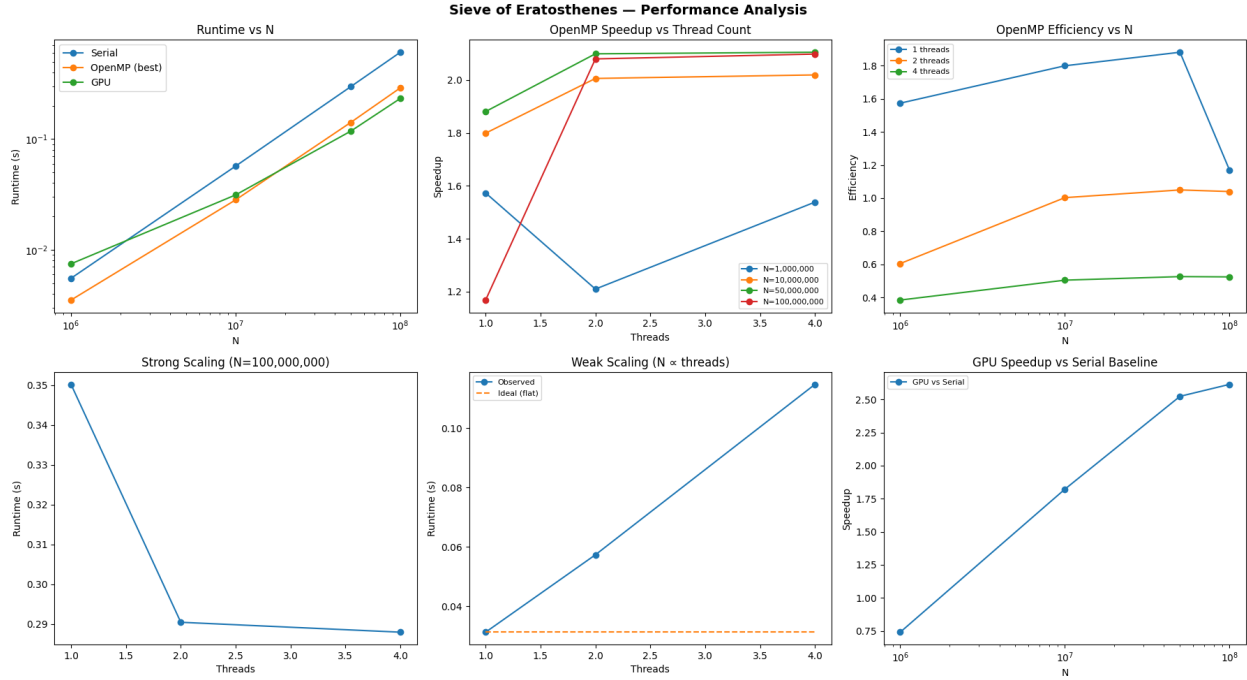 Sieve of Eratosthenes — Performance Analysis
Runtime vs N
Serial
OpenMP (best)
GPU
10⁻¹
10⁻²
Runtime (s)
10⁶
10⁷
10⁸
N
OpenMP Speedup vs Thread Count
2.0
1.8
1.6
1.4
1.2
Speedup
N=1,000,000
N=10,000,000
N=50,000,000
N=100,000,000
1.0 1.5 2.0 2.5 3.0 3.5 4.0
Threads
OpenMP Efficiency vs N
1 threads
2 threads
4 threads
1.8
1.6
1.4
1.2
1.0
0.8
0.6
0.4
Efficiency
10⁶
10⁷
10⁸
N
Strong Scaling (N=100,000,000)
0.35
0.34
0.33
0.32
0.31
0.30
0.29
Runtime (s)
1.0 1.5 2.0 2.5 3.0 3.5 4.0
Threads
Weak Scaling (N ∝ threads)
Observed
Ideal (flat)
0.10
0.08
0.06
0.04
Runtime (s)
1.0 1.5 2.0 2.5 3.0 3.5 4.0
Threads
GPU Speedup vs Serial Baseline
GPU vs Serial
2.50
2.25
2.00
1.75
1.50
1.25
1.00
0.75
Speedup
10⁶
10⁷
10⁸
N